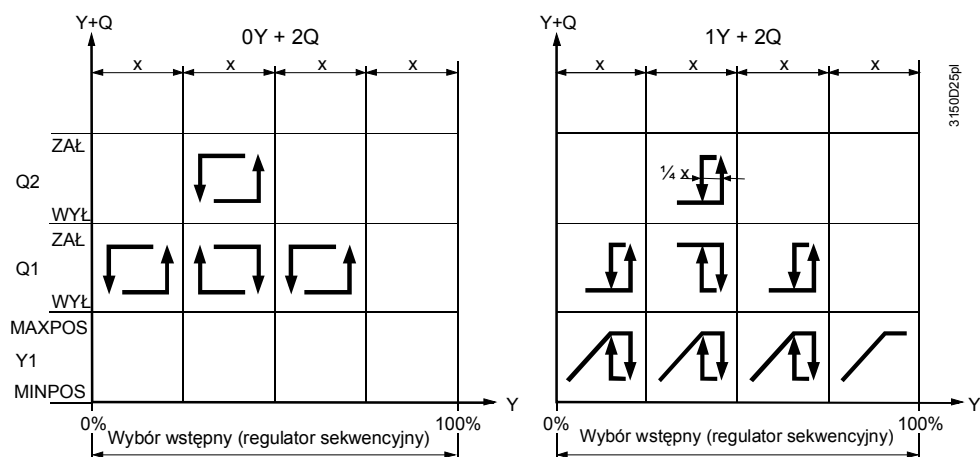 Y+Q
0Y + 2Q
x x x x
ZAŁ
Q2
WYŁ
ZAŁ
Q1
WYŁ
MAXPOS
Y1
MINPOS
Y
0% 100%
Wybór wstępny (regulator sekwencyjny)
Y+Q
1Y + 2Q
x x x x
¼ x
Y
0% 100%
Wybór wstępny (regulator sekwencyjny)
3150D25pl